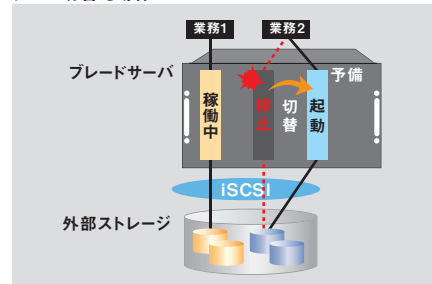 業務1
業務2
ブレードサーバ
予備
稼働中
停止
切替
起動
iSCSI
外部ストレージ